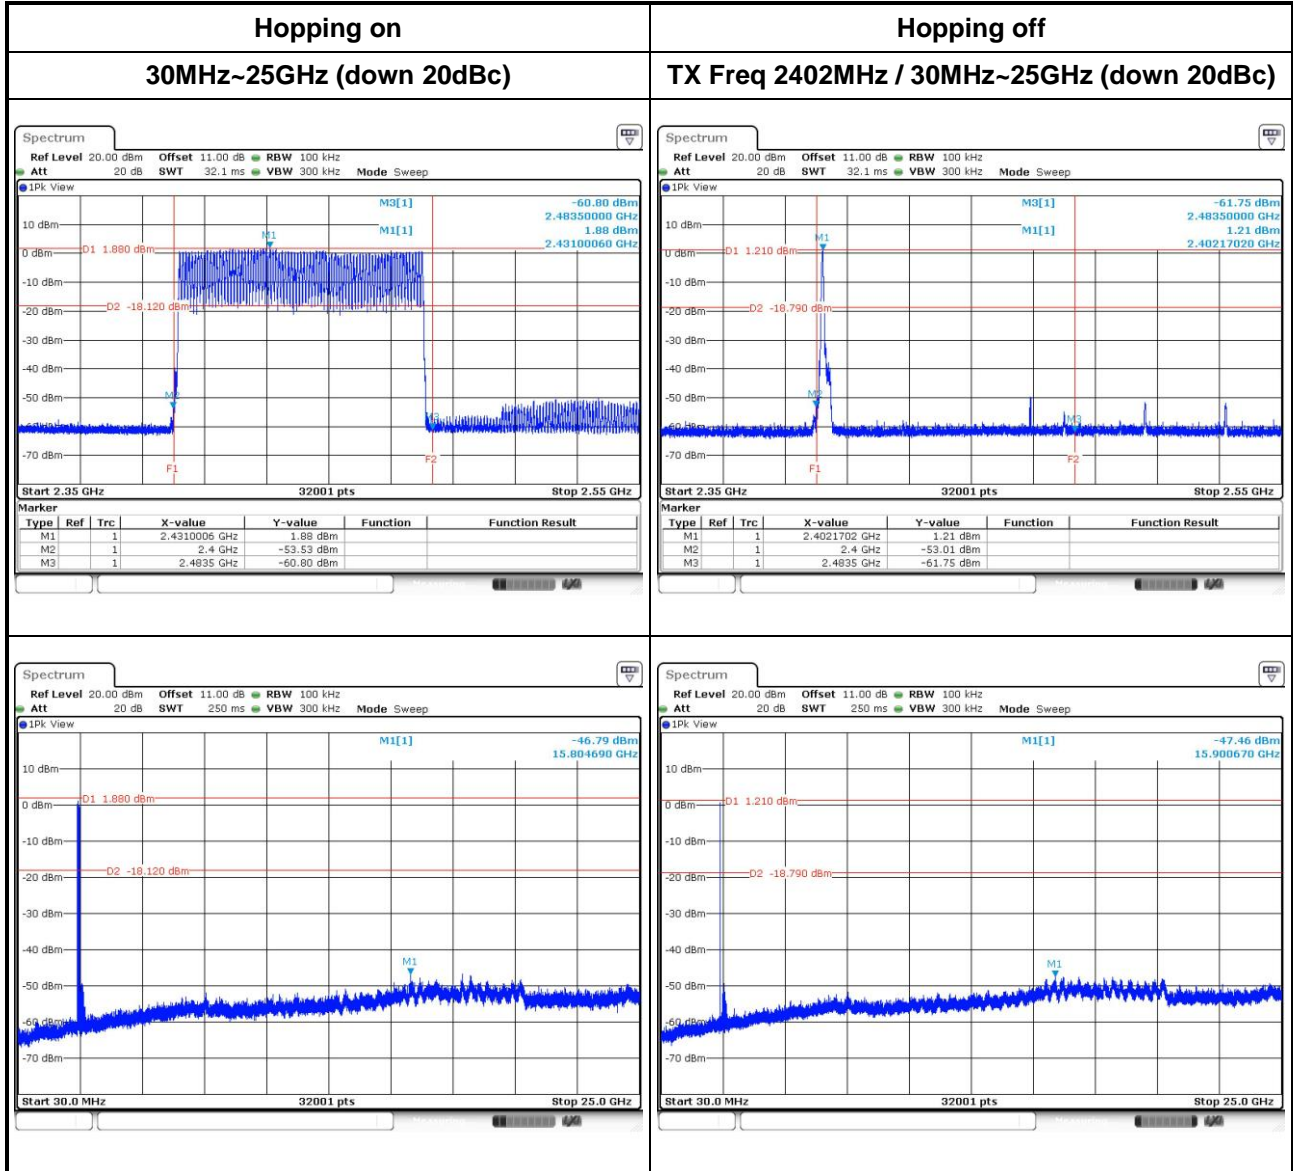 Hopping on
Hopping off
30MHz~25GHz (down 20dBc)
TX Freq 2402MHz / 30MHz~25GHz (down 20dBc)
Spectrum
Ref Level 20.00 dBm Offset 11.00 dB RBW 100 kHz
Att 20 dB SWT 32.1 ms VBW 300 kHz Mode Sweep
1Pk View
M3[1] -60.80 dBm
2.48350000 GHz
M1[1] 1.88 dBm
2.43100060 GHz
10 dBm
M1
0 dBm
D1 1.880 dBm
-10 dBm
D2 -18.120 dBm
-20 dBm
-30 dBm
-40 dBm
M2
-50 dBm
M3
-60 dBm
-70 dBm
F1
F2
Start 2.35 GHz 32001 pts Stop 2.55 GHz
Marker
Type Ref Trc X-value Y-value Function Function Result
M1 1 2.4310006 GHz 1.88 dBm
M2 1 2.4 GHz -53.53 dBm
M3 1 2.4835 GHz -60.80 dBm
Spectrum
Ref Level 20.00 dBm Offset 11.00 dB RBW 100 kHz
Att 20 dB SWT 32.1 ms VBW 300 kHz Mode Sweep
1Pk View
M3[1] -61.75 dBm
2.48350000 GHz
M1[1] 1.21 dBm
2.40217020 GHz
10 dBm
M1
0 dBm
D1 1.210 dBm
-10 dBm
D2 -18.790 dBm
-20 dBm
-30 dBm
-40 dBm
M2
-50 dBm
M3
-60 dBm
-70 dBm
F1
F2
Start 2.35 GHz 32001 pts Stop 2.55 GHz
Marker
Type Ref Trc X-value Y-value Function Function Result
M1 1 2.4021702 GHz 1.21 dBm
M2 1 2.4 GHz -53.01 dBm
M3 1 2.4835 GHz -61.75 dBm
Spectrum
Ref Level 20.00 dBm Offset 11.00 dB RBW 100 kHz
Att 20 dB SWT 250 ms VBW 300 kHz Mode Sweep
1Pk View
M1[1] -46.79 dBm
15.804690 GHz
10 dBm
0 dBm
D1 1.880 dBm
-10 dBm
D2 -18.120 dBm
-20 dBm
-30 dBm
-40 dBm
M1
-50 dBm
-60 dBm
-70 dBm
Start 30.0 MHz 32001 pts Stop 25.0 GHz
Spectrum
Ref Level 20.00 dBm Offset 11.00 dB RBW 100 kHz
Att 20 dB SWT 250 ms VBW 300 kHz Mode Sweep
1Pk View
M1[1] -47.46 dBm
15.900670 GHz
10 dBm
0 dBm
D1 1.210 dBm
-10 dBm
D2 -18.790 dBm
-20 dBm
-30 dBm
-40 dBm
M1
-50 dBm
-60 dBm
-70 dBm
Start 30.0 MHz 32001 pts Stop 25.0 GHz